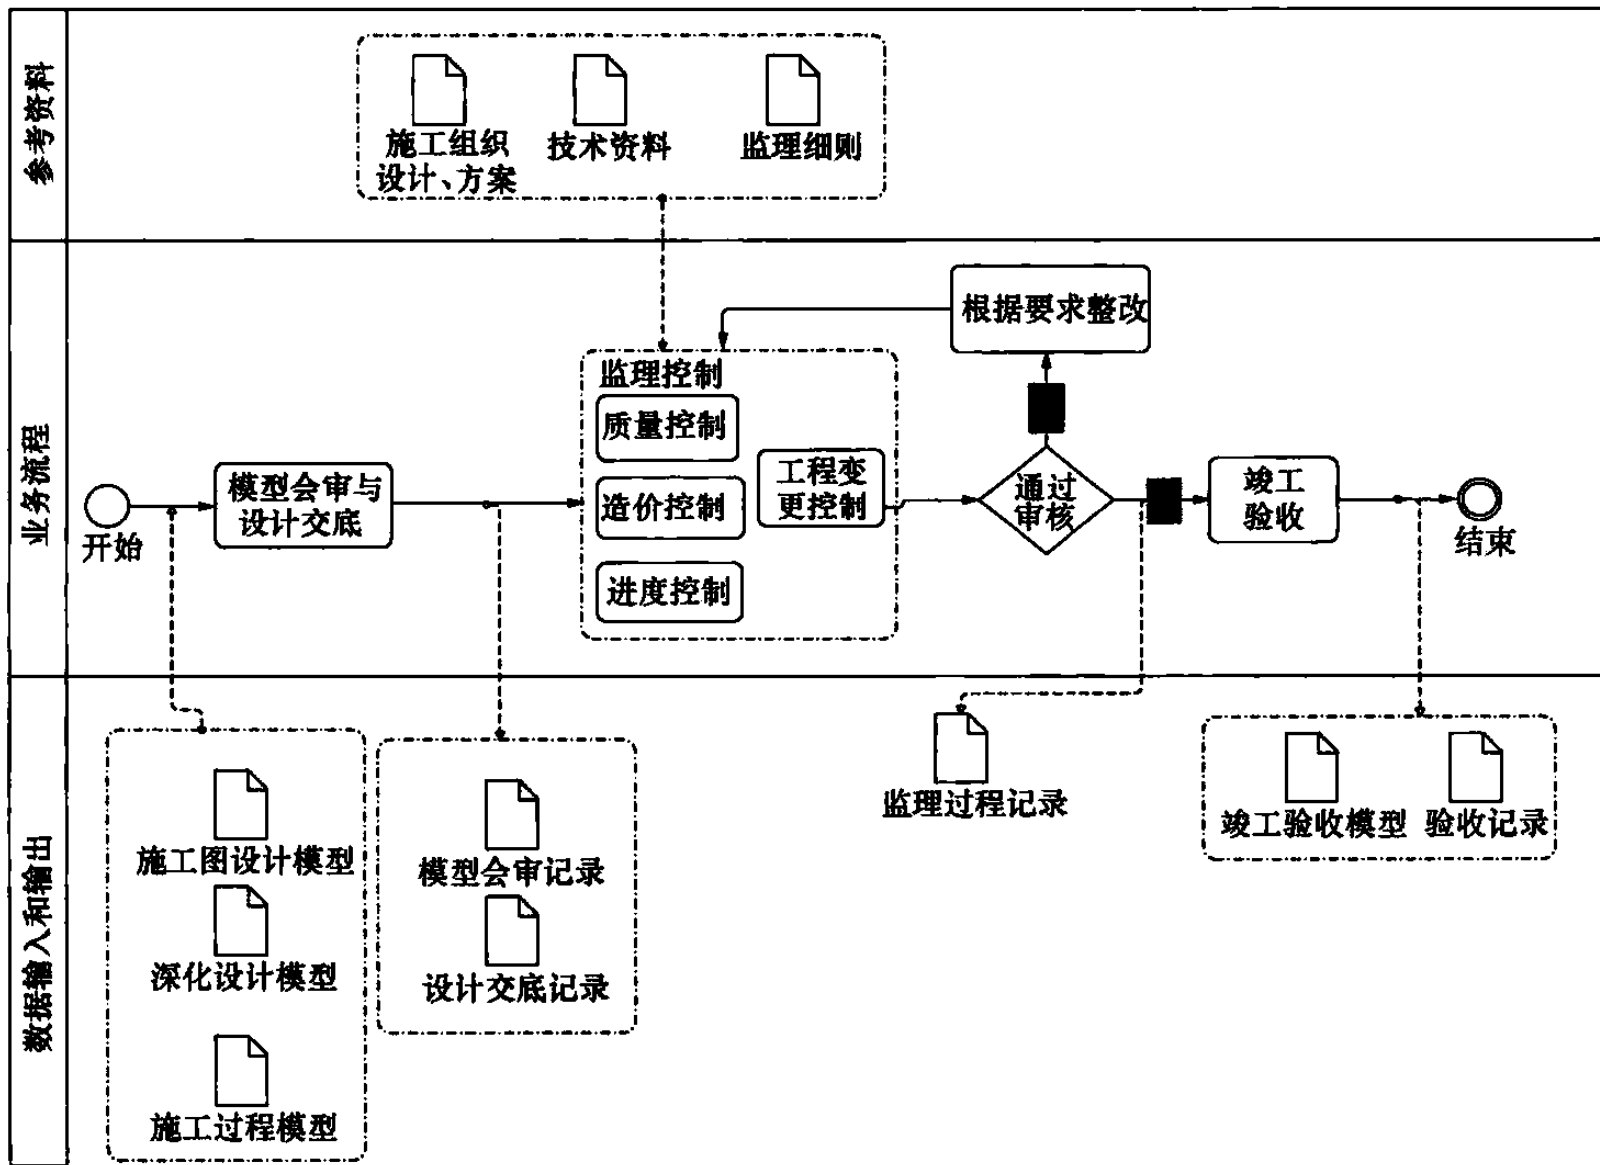 参考资料
施工组织
设计、方案
技术资料
监理细则
业务流程
开始
模型会审与
设计交底
监理控制
质量控制
造价控制
进度控制
工程变
更控制
通过
审核
根据要求整改
竣工
验收
结束
数据输入和输出
施工图设计模型
深化设计模型
施工过程模型
模型会审记录
设计交底记录
监理过程记录
竣工验收模型
验收记录